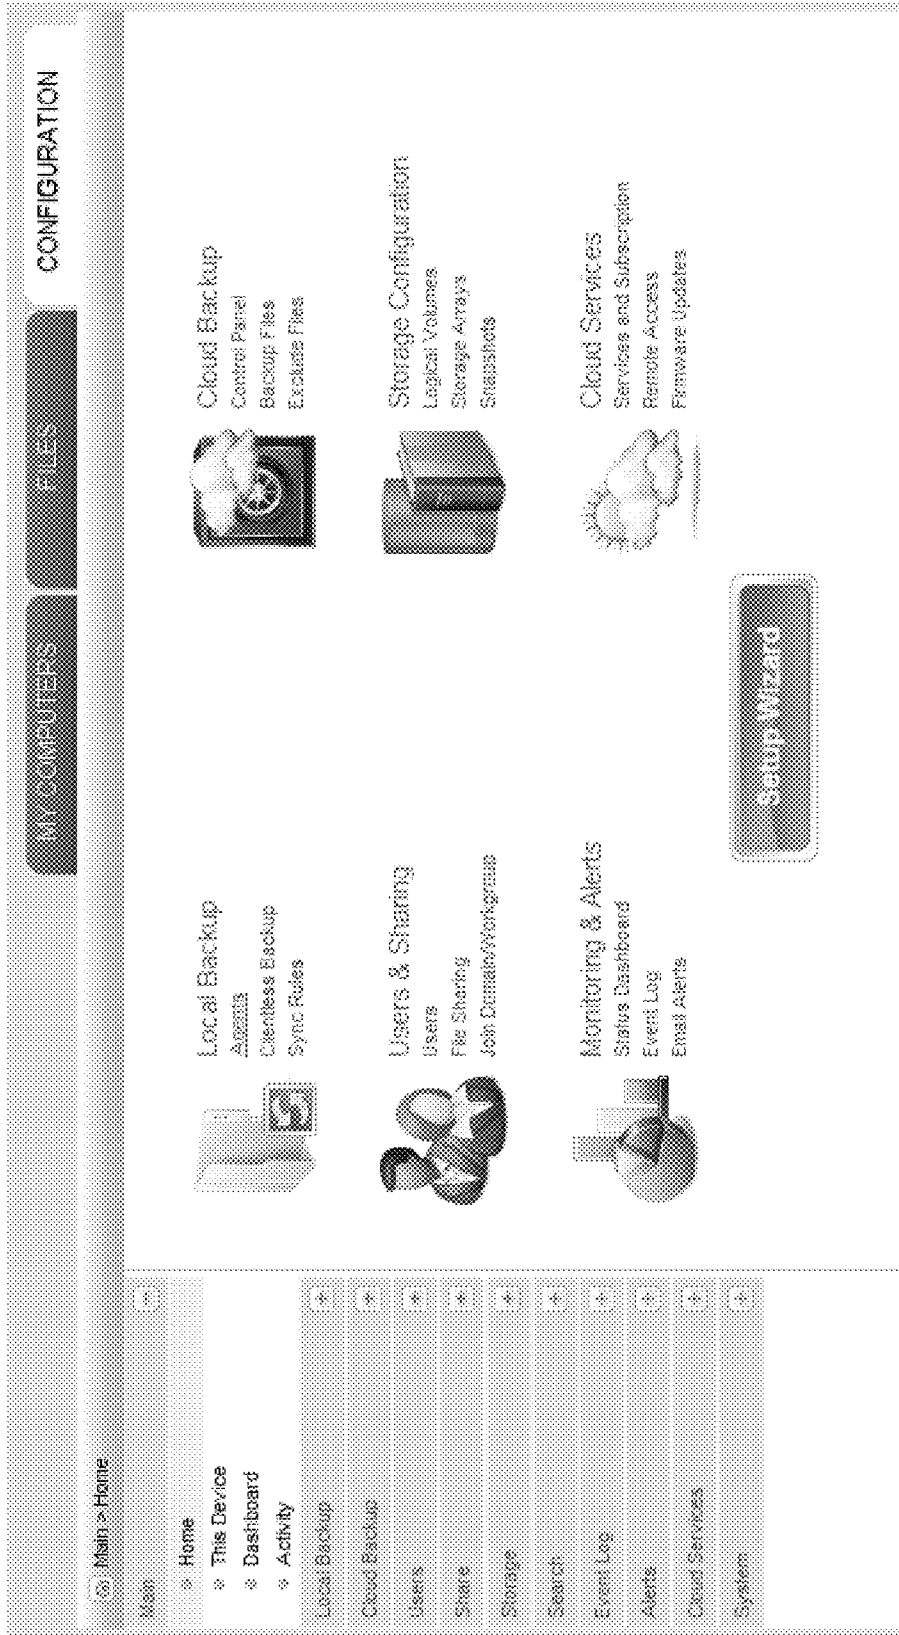 MY COMPUTERS
FILES
CONFIGURATION
Main > Home
Main
Home
This Device
Dashboard
Activity
Local Backup
Cloud Backup
Users
Share
Storage
Search
Event Log
Alerts
Cloud Services
System
Local Backup
Agents
Clientless Backup
Sync Rules
Cloud Backup
Control Panel
Backup Files
Exclude Files
Users & Sharing
Users
File Sharing
Join Domain/Workgroup
Storage Configuration
Logical Volumes
Storage Arrays
Snapshots
Monitoring & Alerts
Status Dashboard
Event Log
Email Alerts
Cloud Services
Services and Subscription
Remote Access
Firmware Updates
Setup Wizard